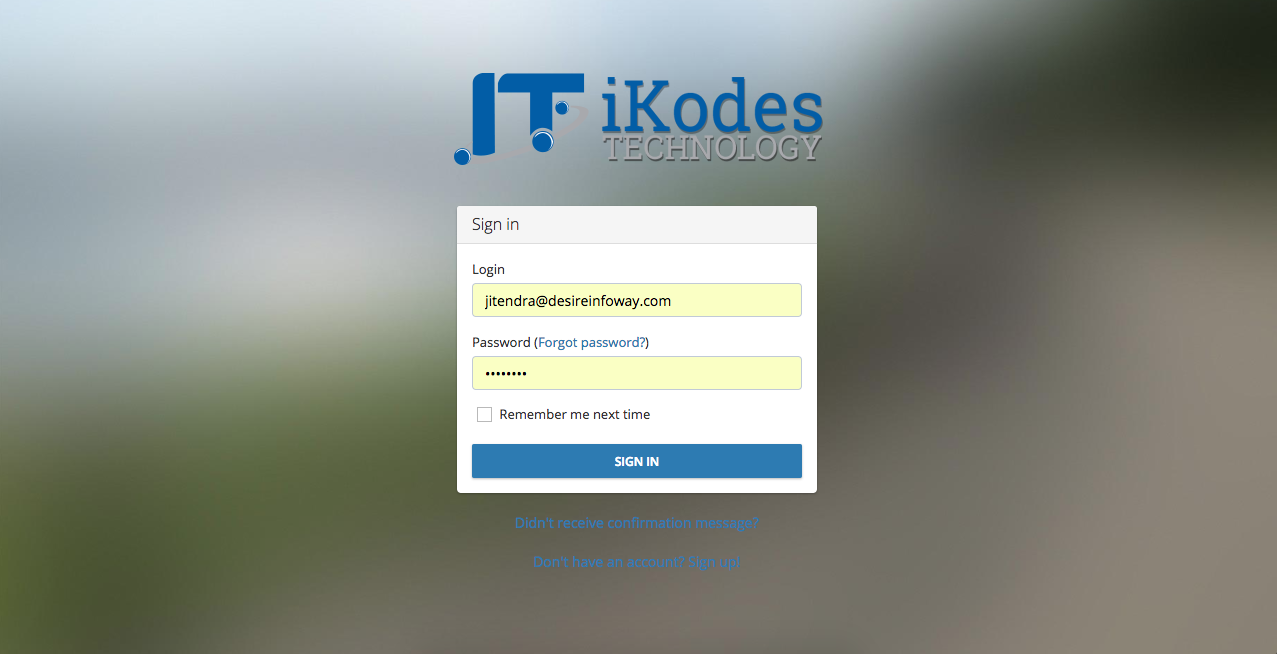 IT iKodes
TECHNOLOGY
Sign in
Login
jitendra@desireinfoway.com
Password (Forgot password?)
••••••••
Remember me next time
SIGN IN
Didn't receive confirmation message?
Don't have an account? Sign up!